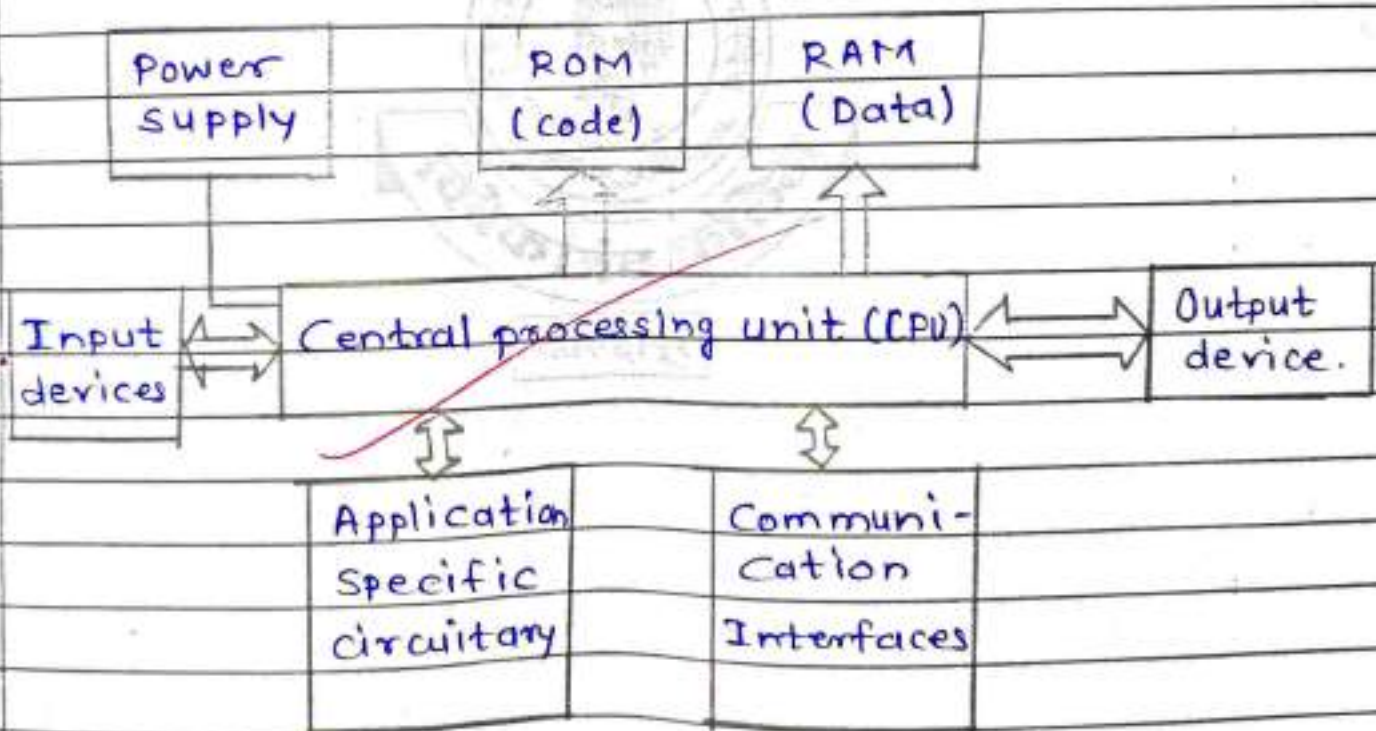 Power
supply
ROM
(code)
RAM
(Data)
Input
devices
Central processing unit (CPU)
Output
device.
Application
specific
circuitary
Communi-
cation
Interfaces